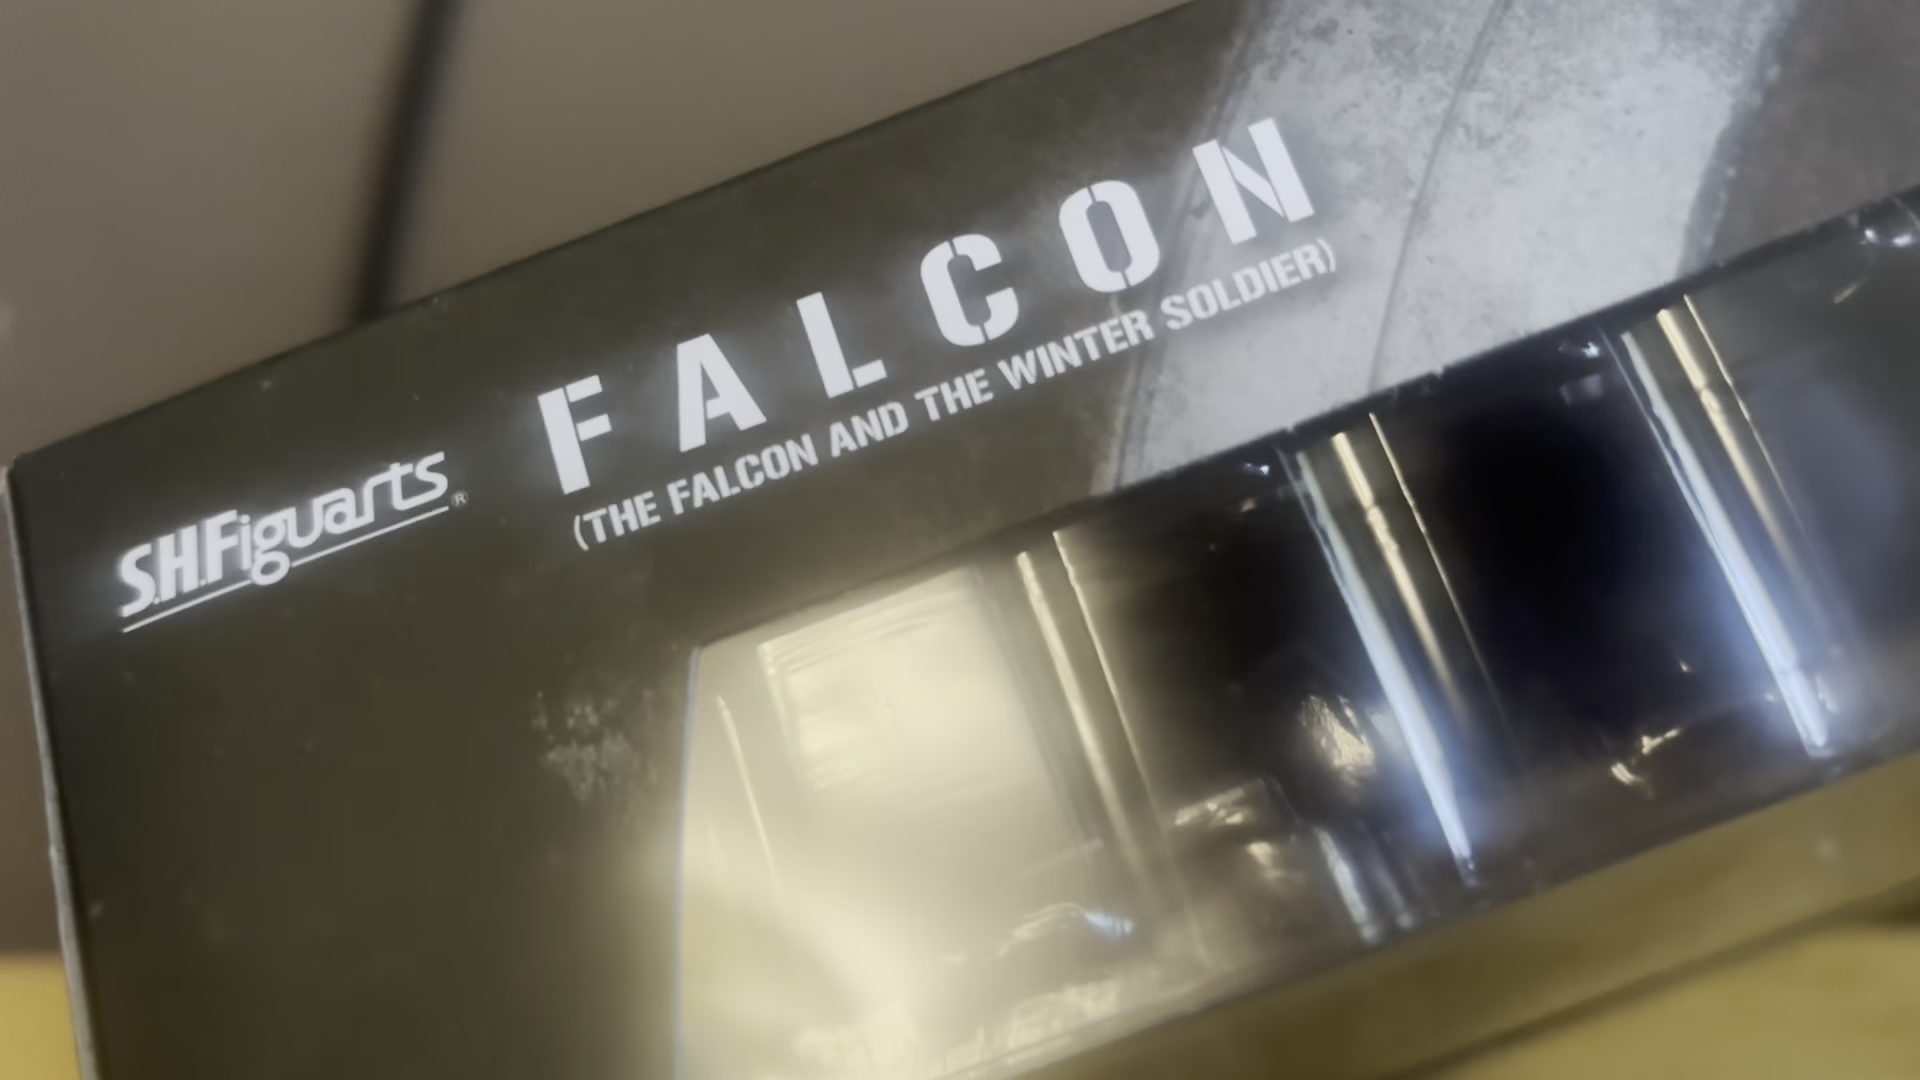 S.H.Figuarts®
FALCON
(THE FALCON AND THE WINTER SOLDIER)